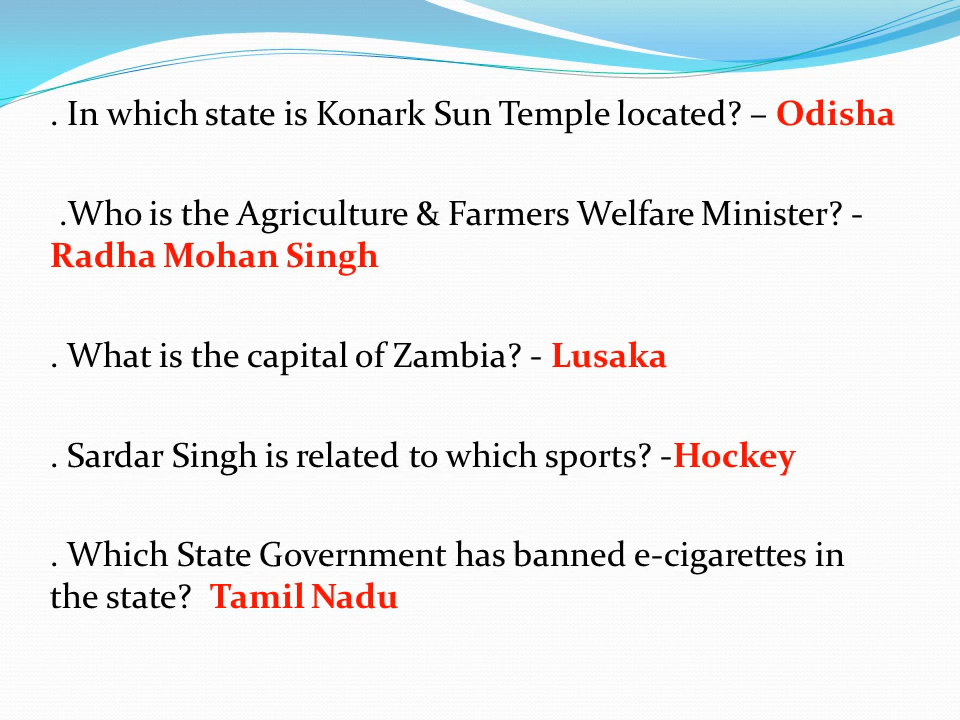 . In which state is Konark Sun Temple located? – Odisha
.Who is the Agriculture & Farmers Welfare Minister? -
Radha Mohan Singh
. What is the capital of Zambia? - Lusaka
. Sardar Singh is related to which sports? -Hockey
. Which State Government has banned e-cigarettes in
the state?  Tamil Nadu